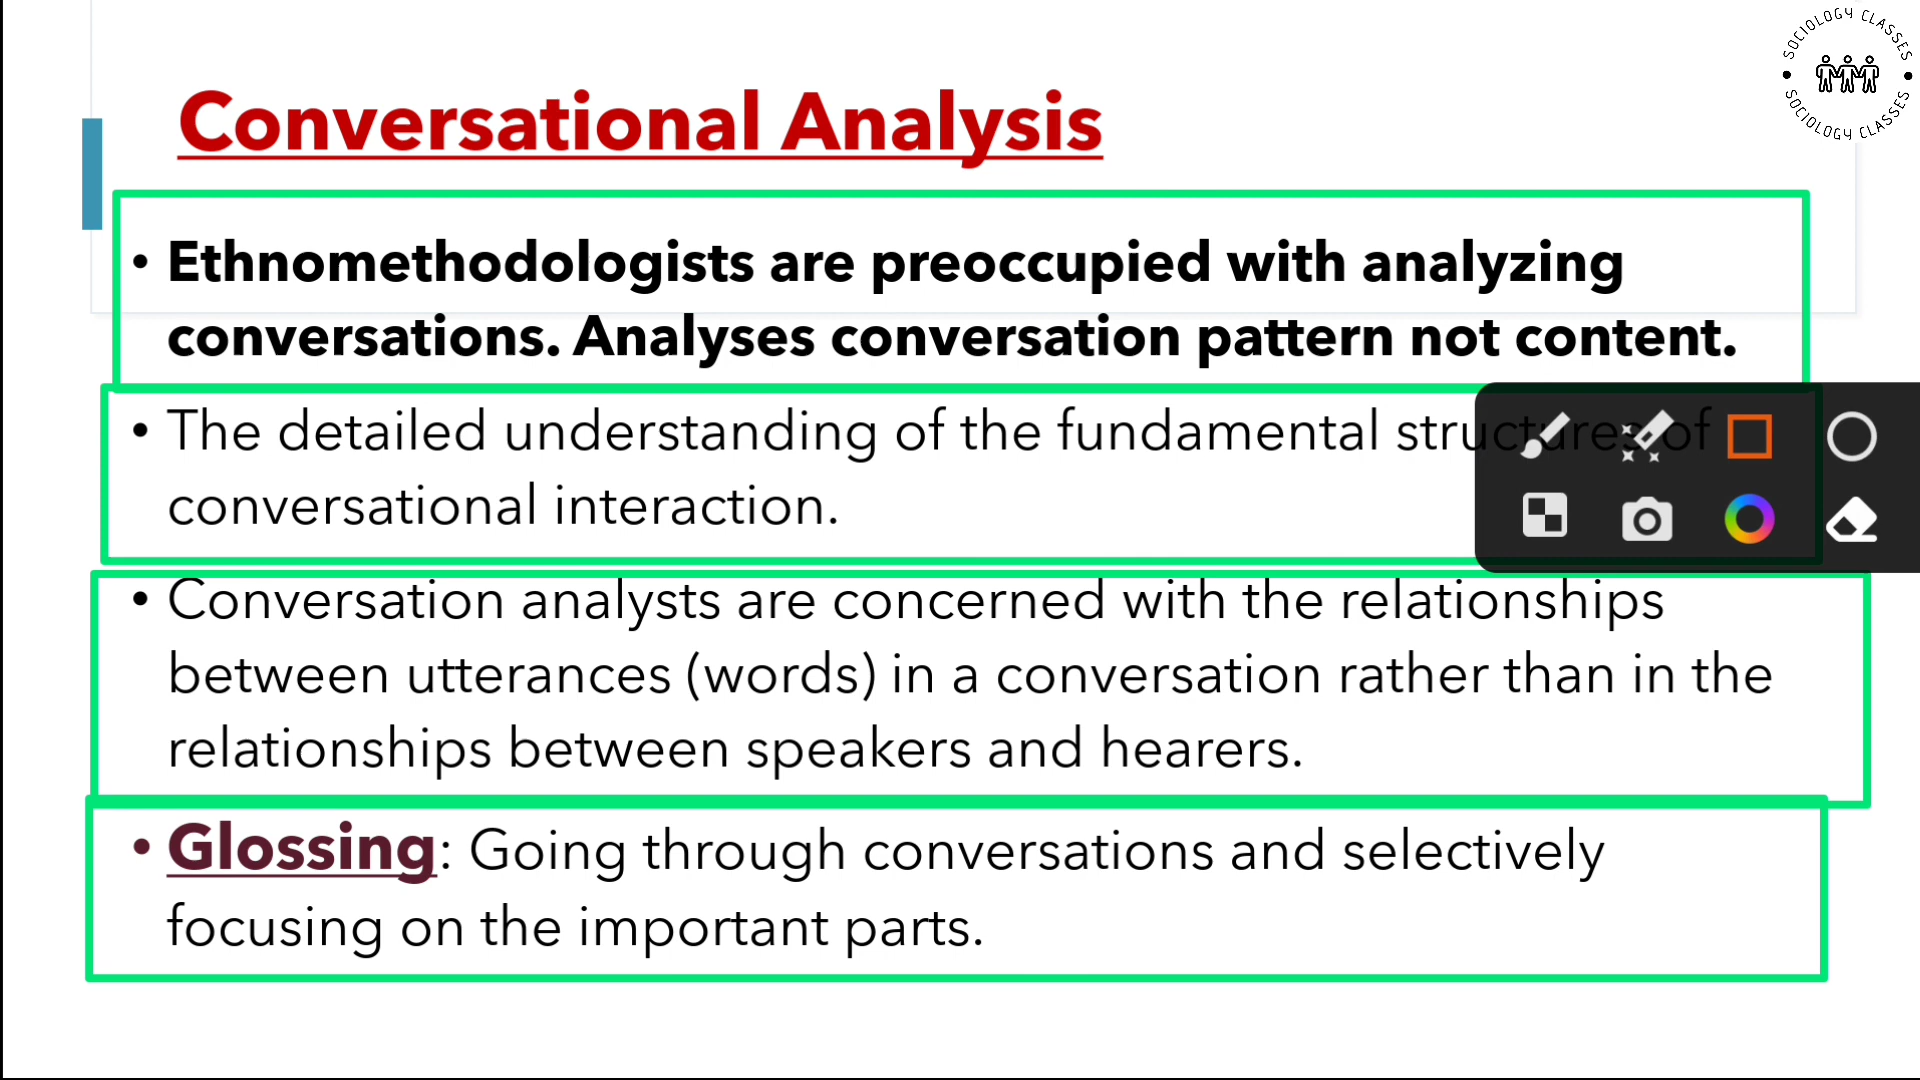 SOCIOLOGY CLASSES
SOCIOLOGY CLASSES
Conversational Analysis
• Ethnomethodologists are preoccupied with analyzing
conversations. Analyses conversation pattern not content.
• The detailed understanding of the fundamental structures of
conversational interaction.
• Conversation analysts are concerned with the relationships
between utterances (words) in a conversation rather than in the
relationships between speakers and hearers.
• Glossing: Going through conversations and selectively
focusing on the important parts.